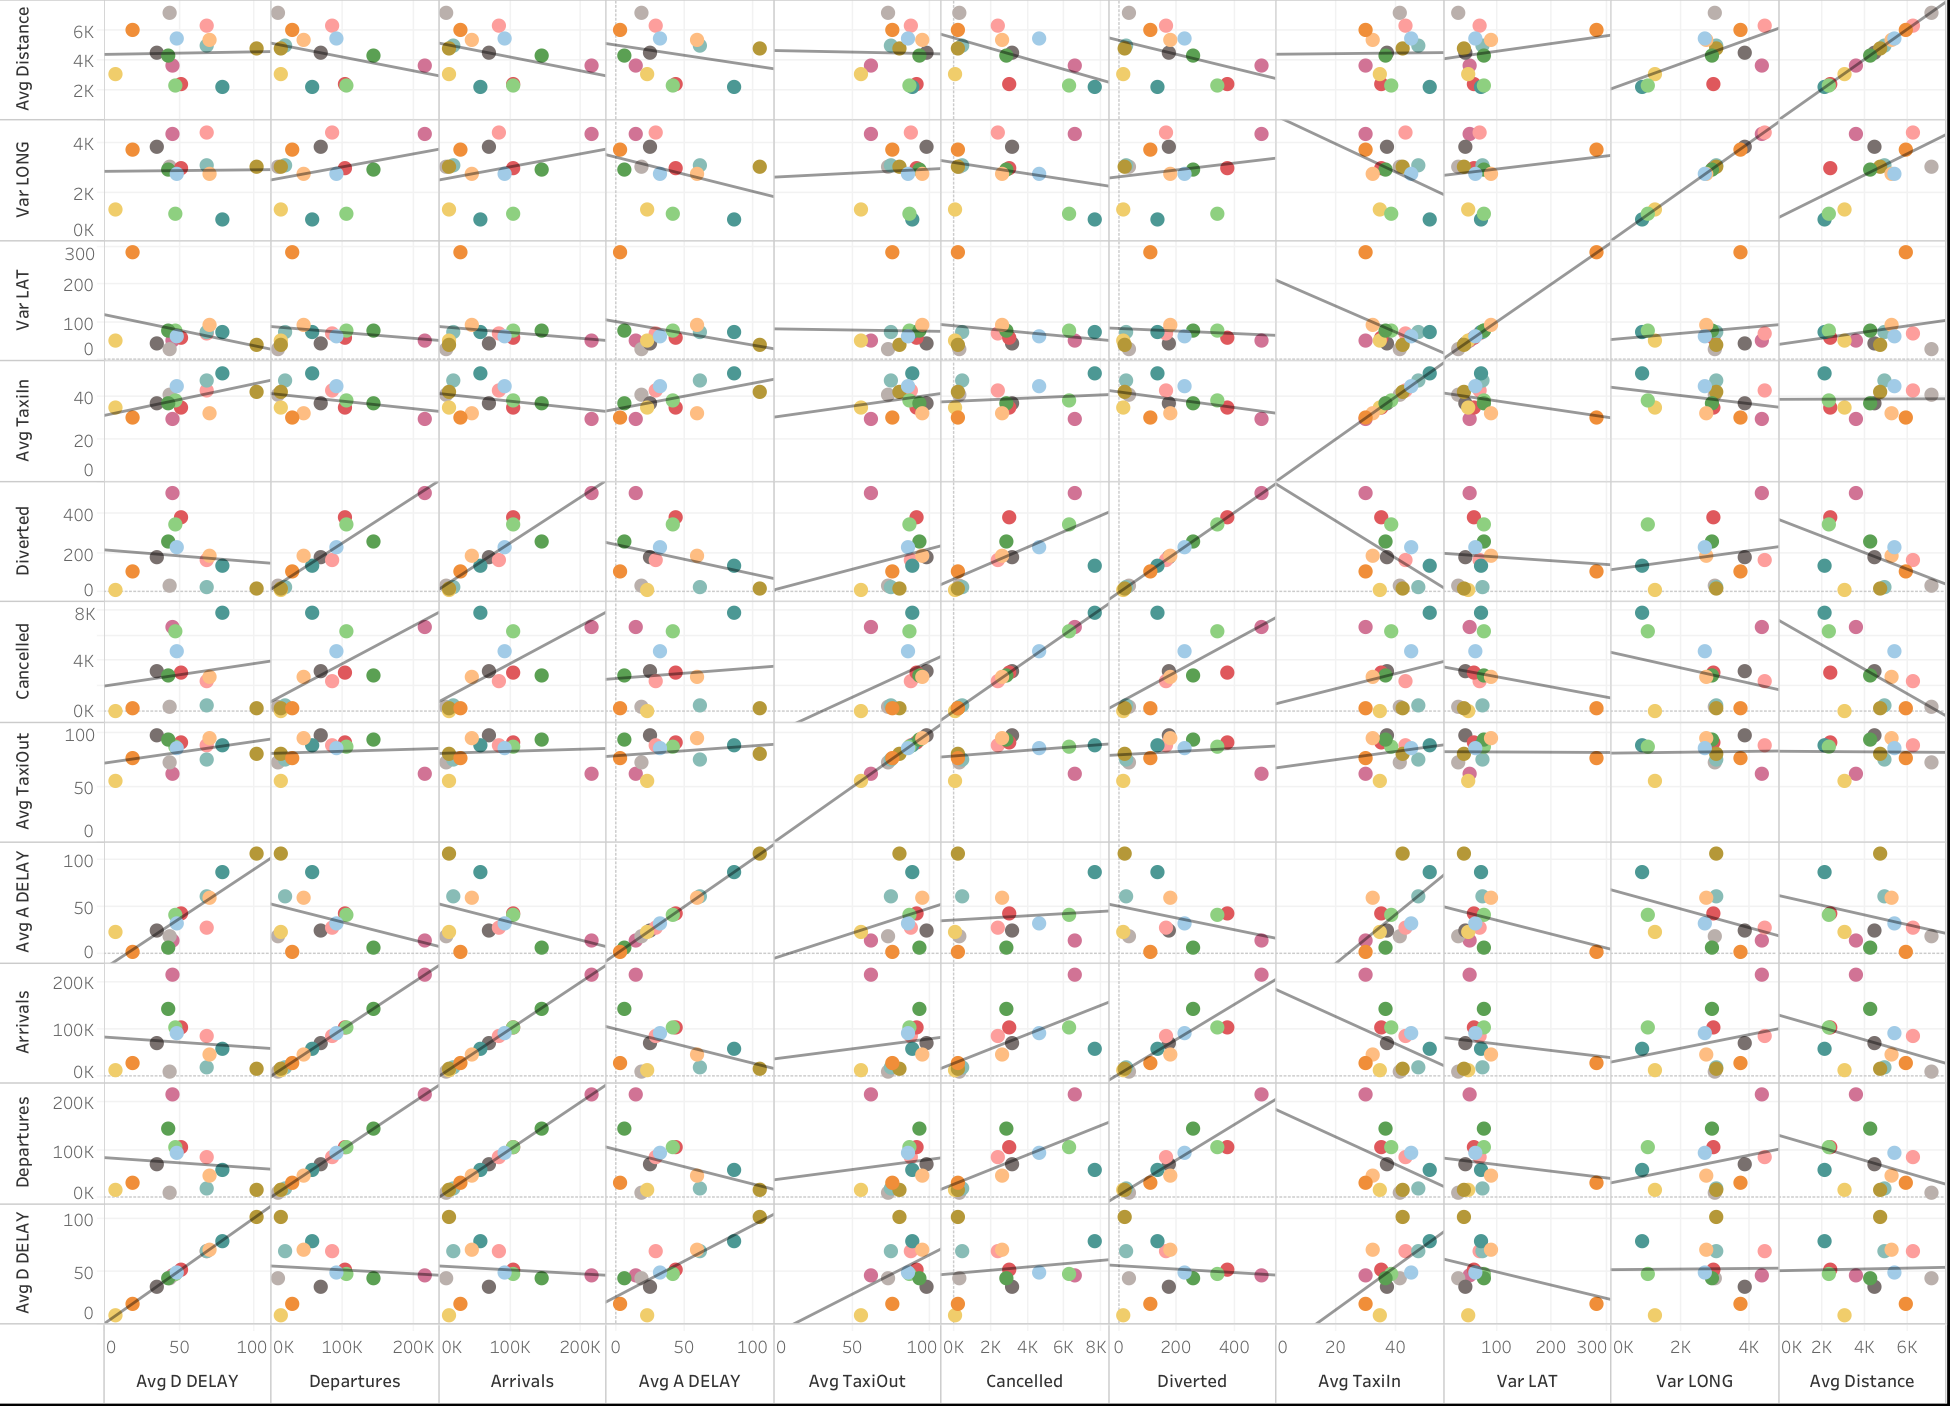 Avg Distance
6K
4K
2K
Var LONG
4K
2K
0K
Var LAT
300
200
100
0
Avg TaxiIn
40
20
0
Diverted
400
200
0
Cancelled
8K
4K
0K
Avg TaxiOut
100
50
0
Avg A DELAY
100
50
0
Arrivals
200K
100K
0K
Departures
200K
100K
0K
Avg D DELAY
100
50
0
0 50 100 0K 100K 200K 0K 100K 200K 0 50 100 0 50 100 0K 2K 4K 6K 8K 0 200 400 0 20 40 100 200 300 0K 2K 4K 0K 2K 4K 6K
Avg D DELAY Departures Arrivals Avg A DELAY Avg TaxiOut Cancelled Diverted Avg TaxiIn Var LAT Var LONG Avg Distance